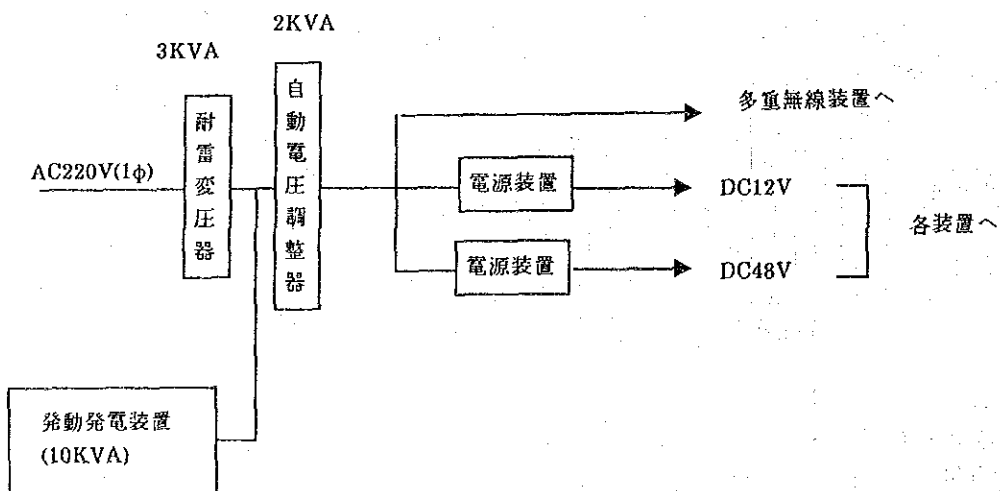 2KVA
3KVA
自動電圧調整器
耐雷変圧器
多重無線装置へ
AC220V(1φ)
電源装置
DC12V
各装置へ
電源装置
DC48V
発動発電装置
(10KVA)